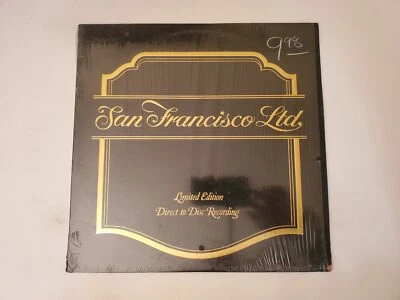 998
San Francisco Ltd.
Limited Edition
Direct to Disc Recording